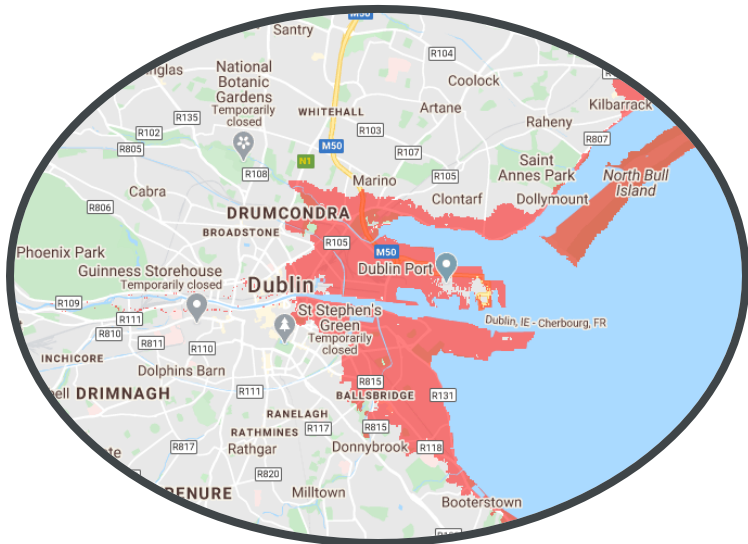 M50
Santry
R104
National
Botanic
Gardens
Temporarily
closed
Coolock
Artane
Kilbarrack
WHITEHALL
R135
R102
R103
Raheny
R807
R805
M50
R107
N1
Saint
Annes Park
North Bull
Island
R108
Marino
R105
Cabra
Clontarf
Dollymount
R806
DRUMCONDRA
BROADSTONE
R105
M50
Phoenix Park
Guinness Storehouse
Temporarily closed
Dublin Port
Dublin
R109
R111
St Stephen's
Green
Temporarily
closed
Dublin, IE - Cherbourg, FR
R810
R811
R110
INCHICORE
Dolphins Barn
R815
DRIMNAGH
R111
BALLSBRIDGE
R131
RANELAGH
RATHMINES
R117
R815
R817
Rathgar
Donnybrook
R118
R820
Milltown
Booterstown